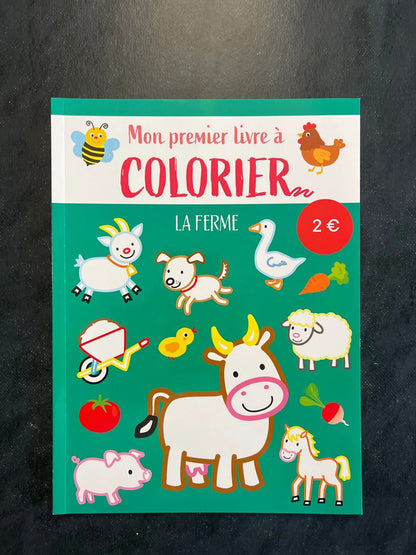 Mon premier livre à
COLORIER
LA FERME
2 €